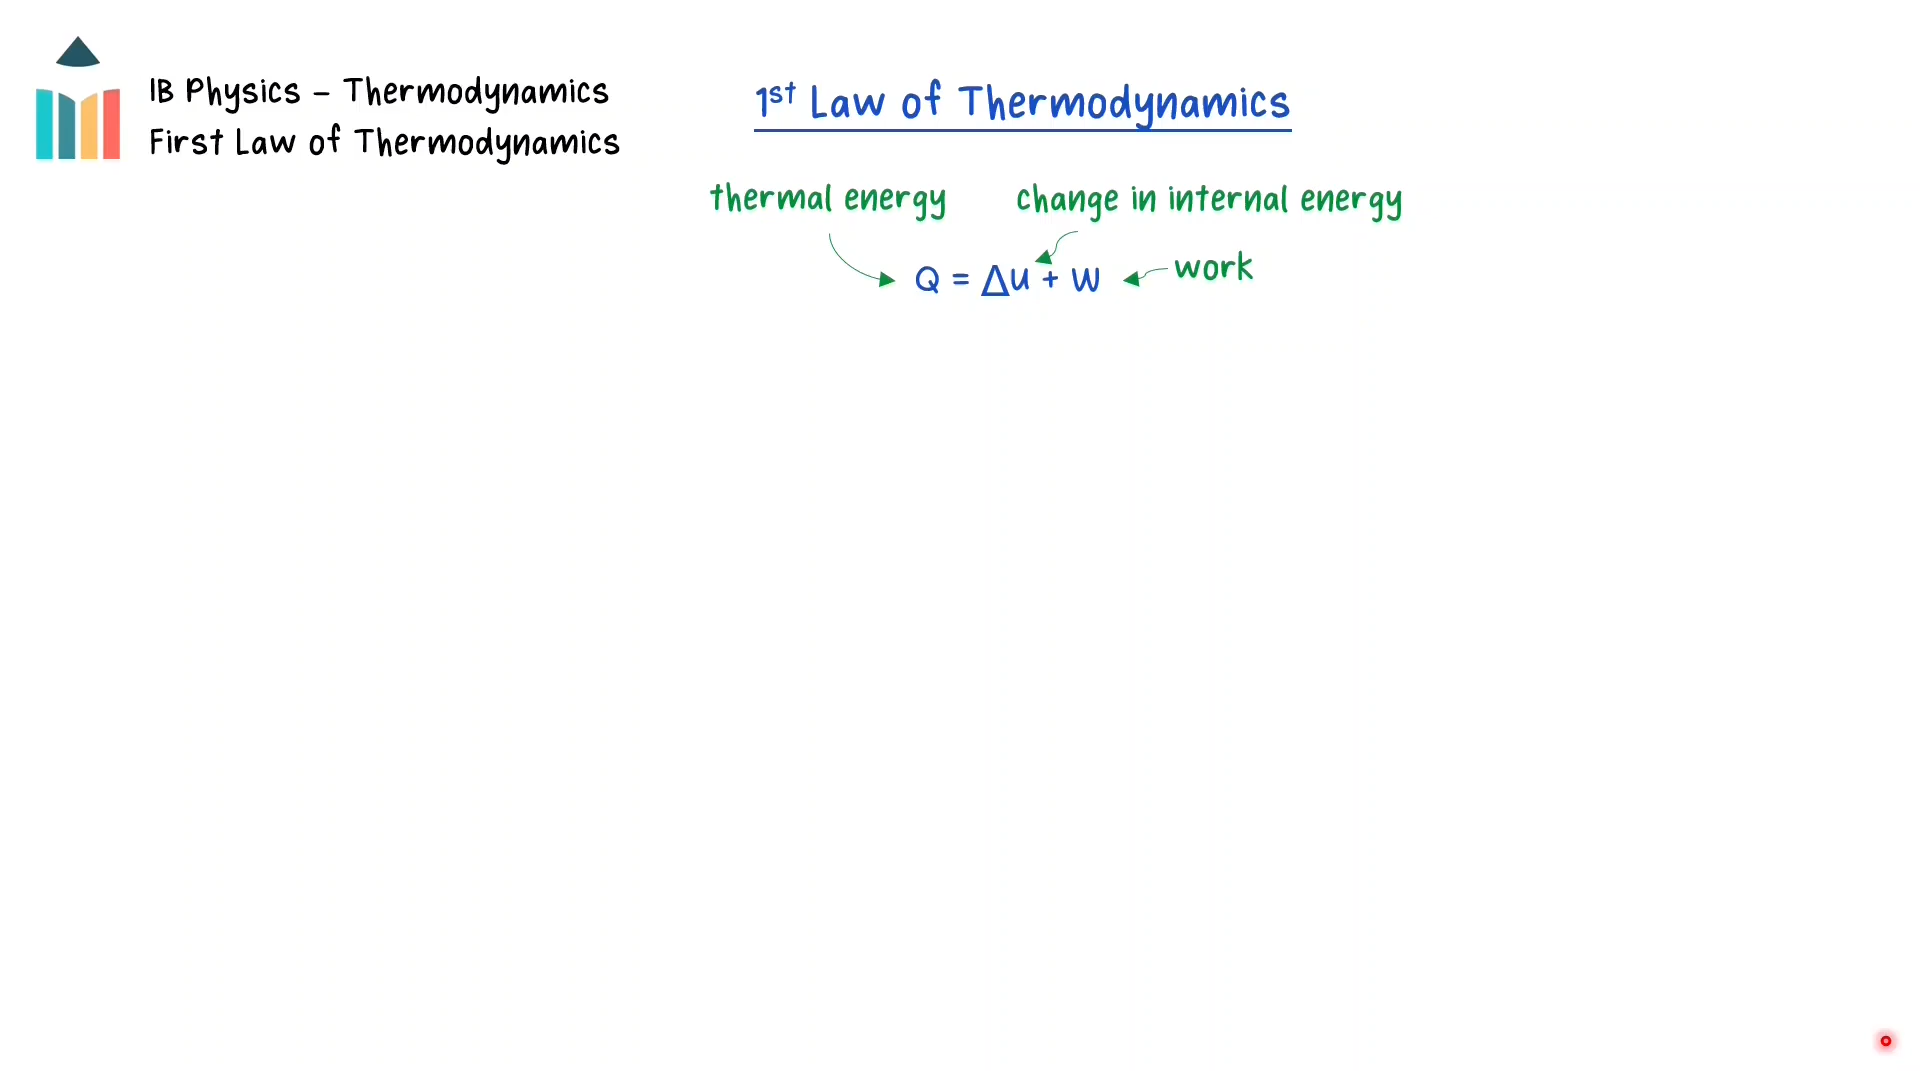 IB Physics – Thermodynamics
First Law of Thermodynamics
1st Law of Thermodynamics
thermal energy
change in internal energy
Q = ΔU + W
work